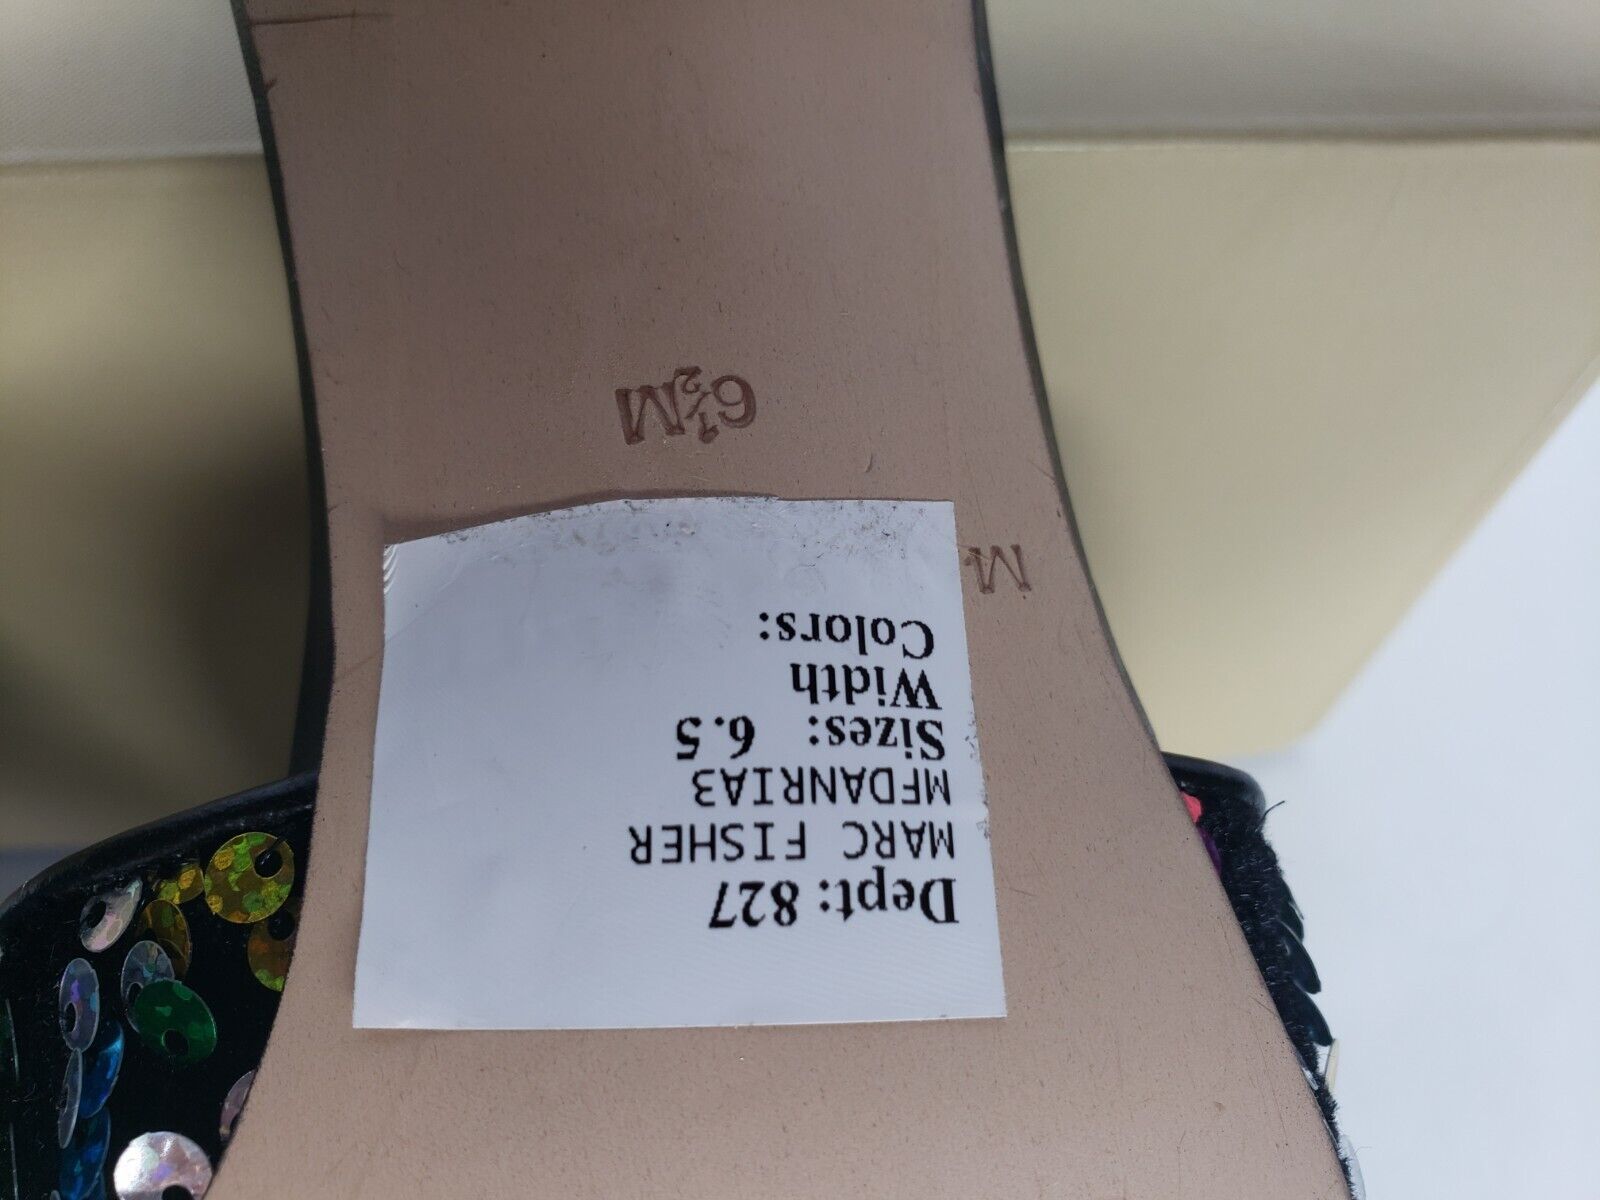 Dept: 827
MARC FISHER
MFDANRIA3
Sizes: 6.5
Width
Colors:
M
6½M